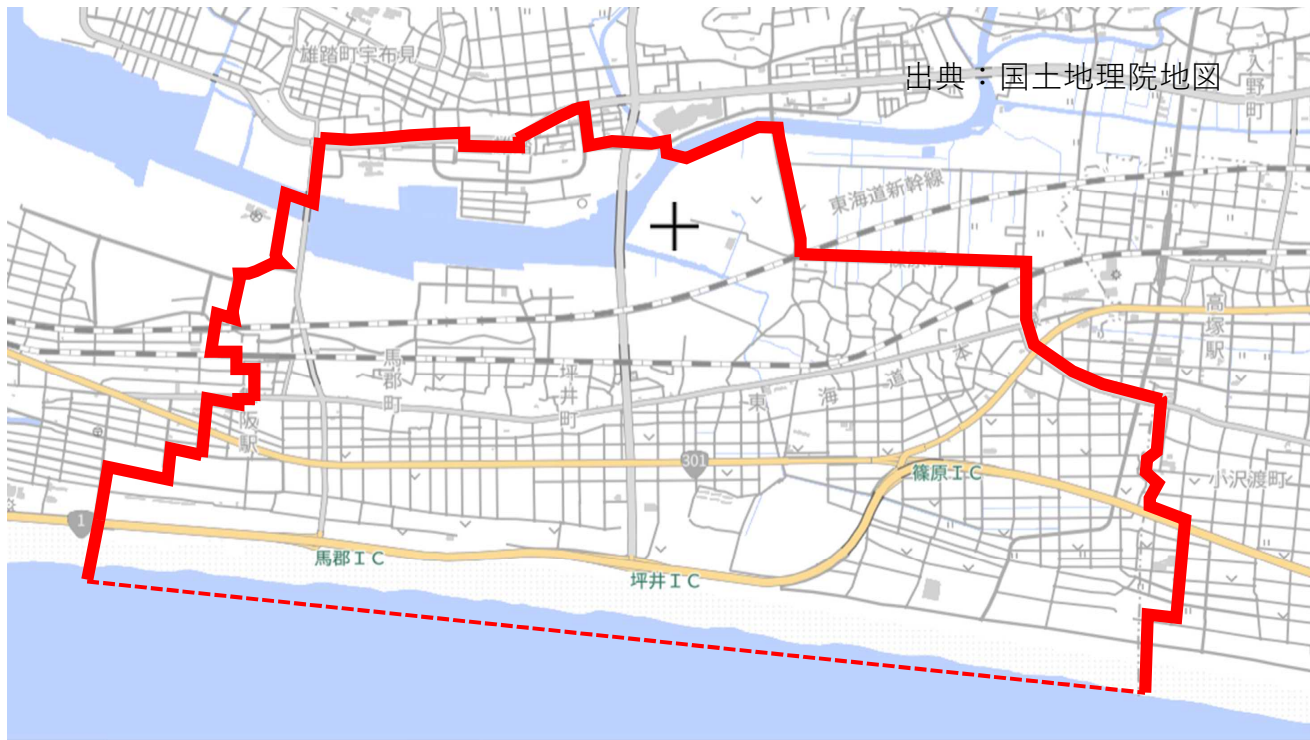 雄踏町宇布見
出典：国土地理院地図
入野町
東海道新幹線
篠原町
高塚駅
馬郡町
坪井町
東海道本
阪駅
301
篠原ＩＣ
小沢渡町
1
馬郡ＩＣ
坪井ＩＣ